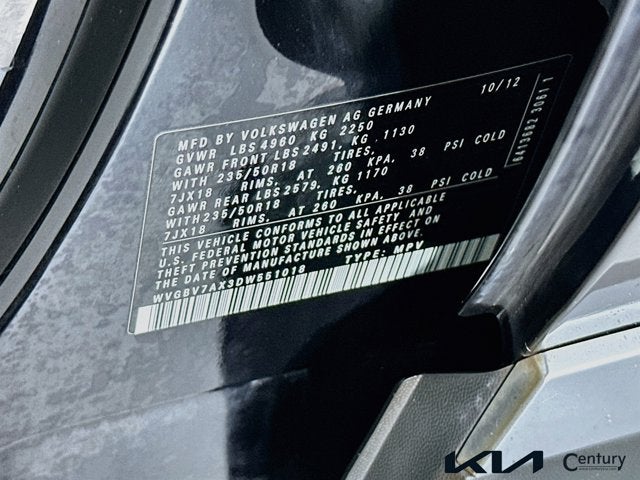 MFD BY VOLKSWAGEN AG GERMANY 10/12
GVWR LBS 4960 KG 2250
GAWR FRONT LBS 2491, KG 1130
WITH 235/50R18 TIRES,
7JX18 RIMS, AT 260 KPA, 38 PSI COLD
GAWR REAR LBS 2579, KG 1170
WITH 235/50R18 TIRES,
7JX18 RIMS, AT 260 KPA, 38 PSI COLD
THIS VEHICLE CONFORMS TO ALL APPLICABLE
U.S. FEDERAL MOTOR VEHICLE SAFETY AND
THEFT PREVENTION STANDARDS IN EFFECT ON
THE DATE OF MANUFACTURE SHOWN ABOVE.
WVGBV7AX3DW551018 TYPE: MPV
6413682 3061 1
KIA Century